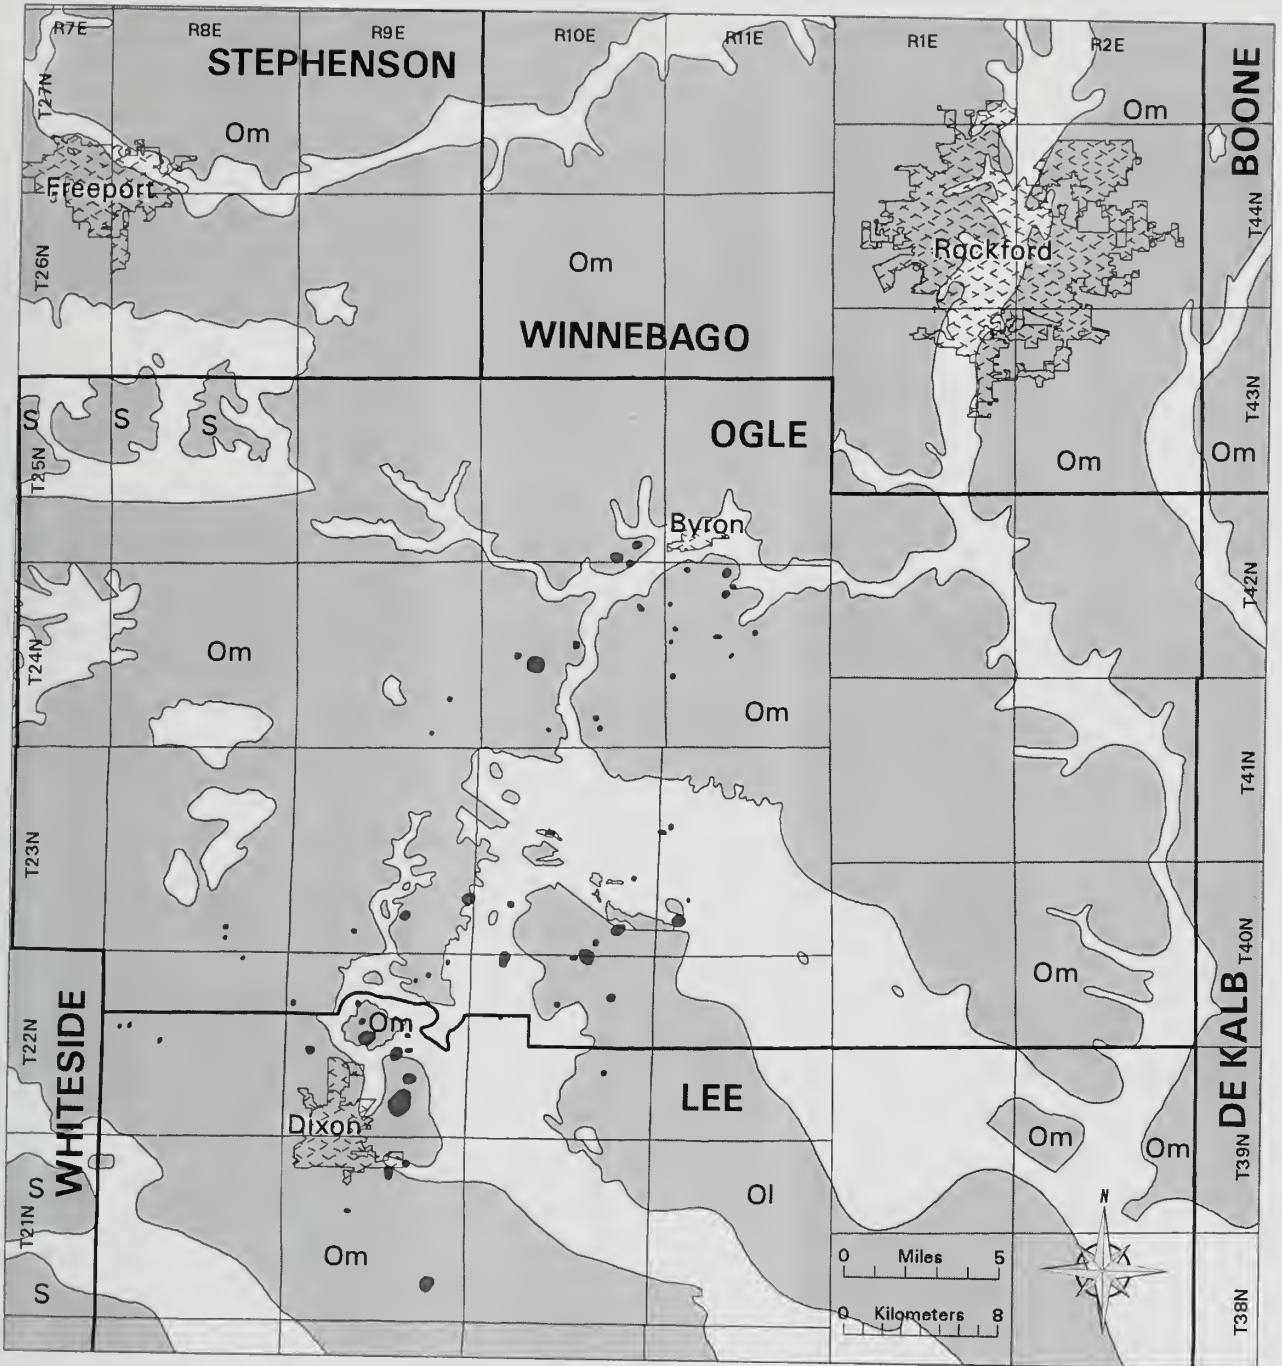 R7E R8E R9E R10E R11E R1E R2E
STEPHENSON
BOONE
T27N
Om
Om
Freeport
T44N
Rockford
T26N
Om
WINNEBAGO
T43N
S S S
OGLE
Om
Om
T25N
Byron
T42N
T24N
Om
Om
T41N
T23N
T40N
Om
Om
T22N
WHITESIDE
LEE
DE KALB
Dixon
Om
Om
T39N
S
Ol
T21N
N
Om
0 Miles 5
S
0 Kilometers 8
T38N